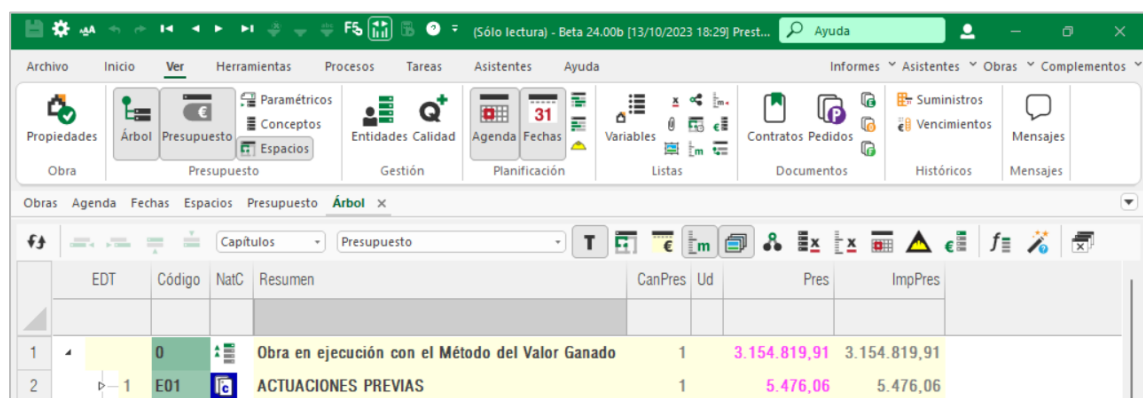 F5 (Sólo lectura) - Beta 24.00b [13/10/2023 18:29] Prest... Ayuda
Archivo Inicio Ver Herramientas Procesos Tareas Asistentes Ayuda Informes Asistentes Obras Complementos
Propiedades Árbol Presupuesto Paramétricos Conceptos Espacios Entidades Calidad Agenda 31 Fechas Variables Contratos Pedidos Suministros Vencimientos Mensajes
Obra Presupuesto Gestión Planificación Listas Documentos Históricos Mensajes
Obras Agenda Fechas Espacios Presupuesto Árbol
Capítulos Presupuesto T
EDT Código NatC Resumen CanPres Ud Pres ImpPres
1 0 Obra en ejecución con el Método del Valor Ganado 1 3.154.819,91 3.154.819,91
2 1 E01 ACTUACIONES PREVIAS 1 5.476,06 5.476,06